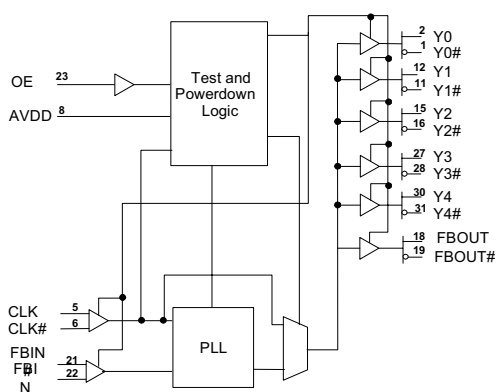 OE 23
AVDD 8
Test and
Powerdown
Logic
2 Y0
1 Y0#
12 Y1
11 Y1#
15 Y2
16 Y2#
27 Y3
28 Y3#
30 Y4
31 Y4#
18 FBOUT
19 FBOUT#
CLK 5
CLK# 6
FBIN 21
FBI
#
N 22
PLL